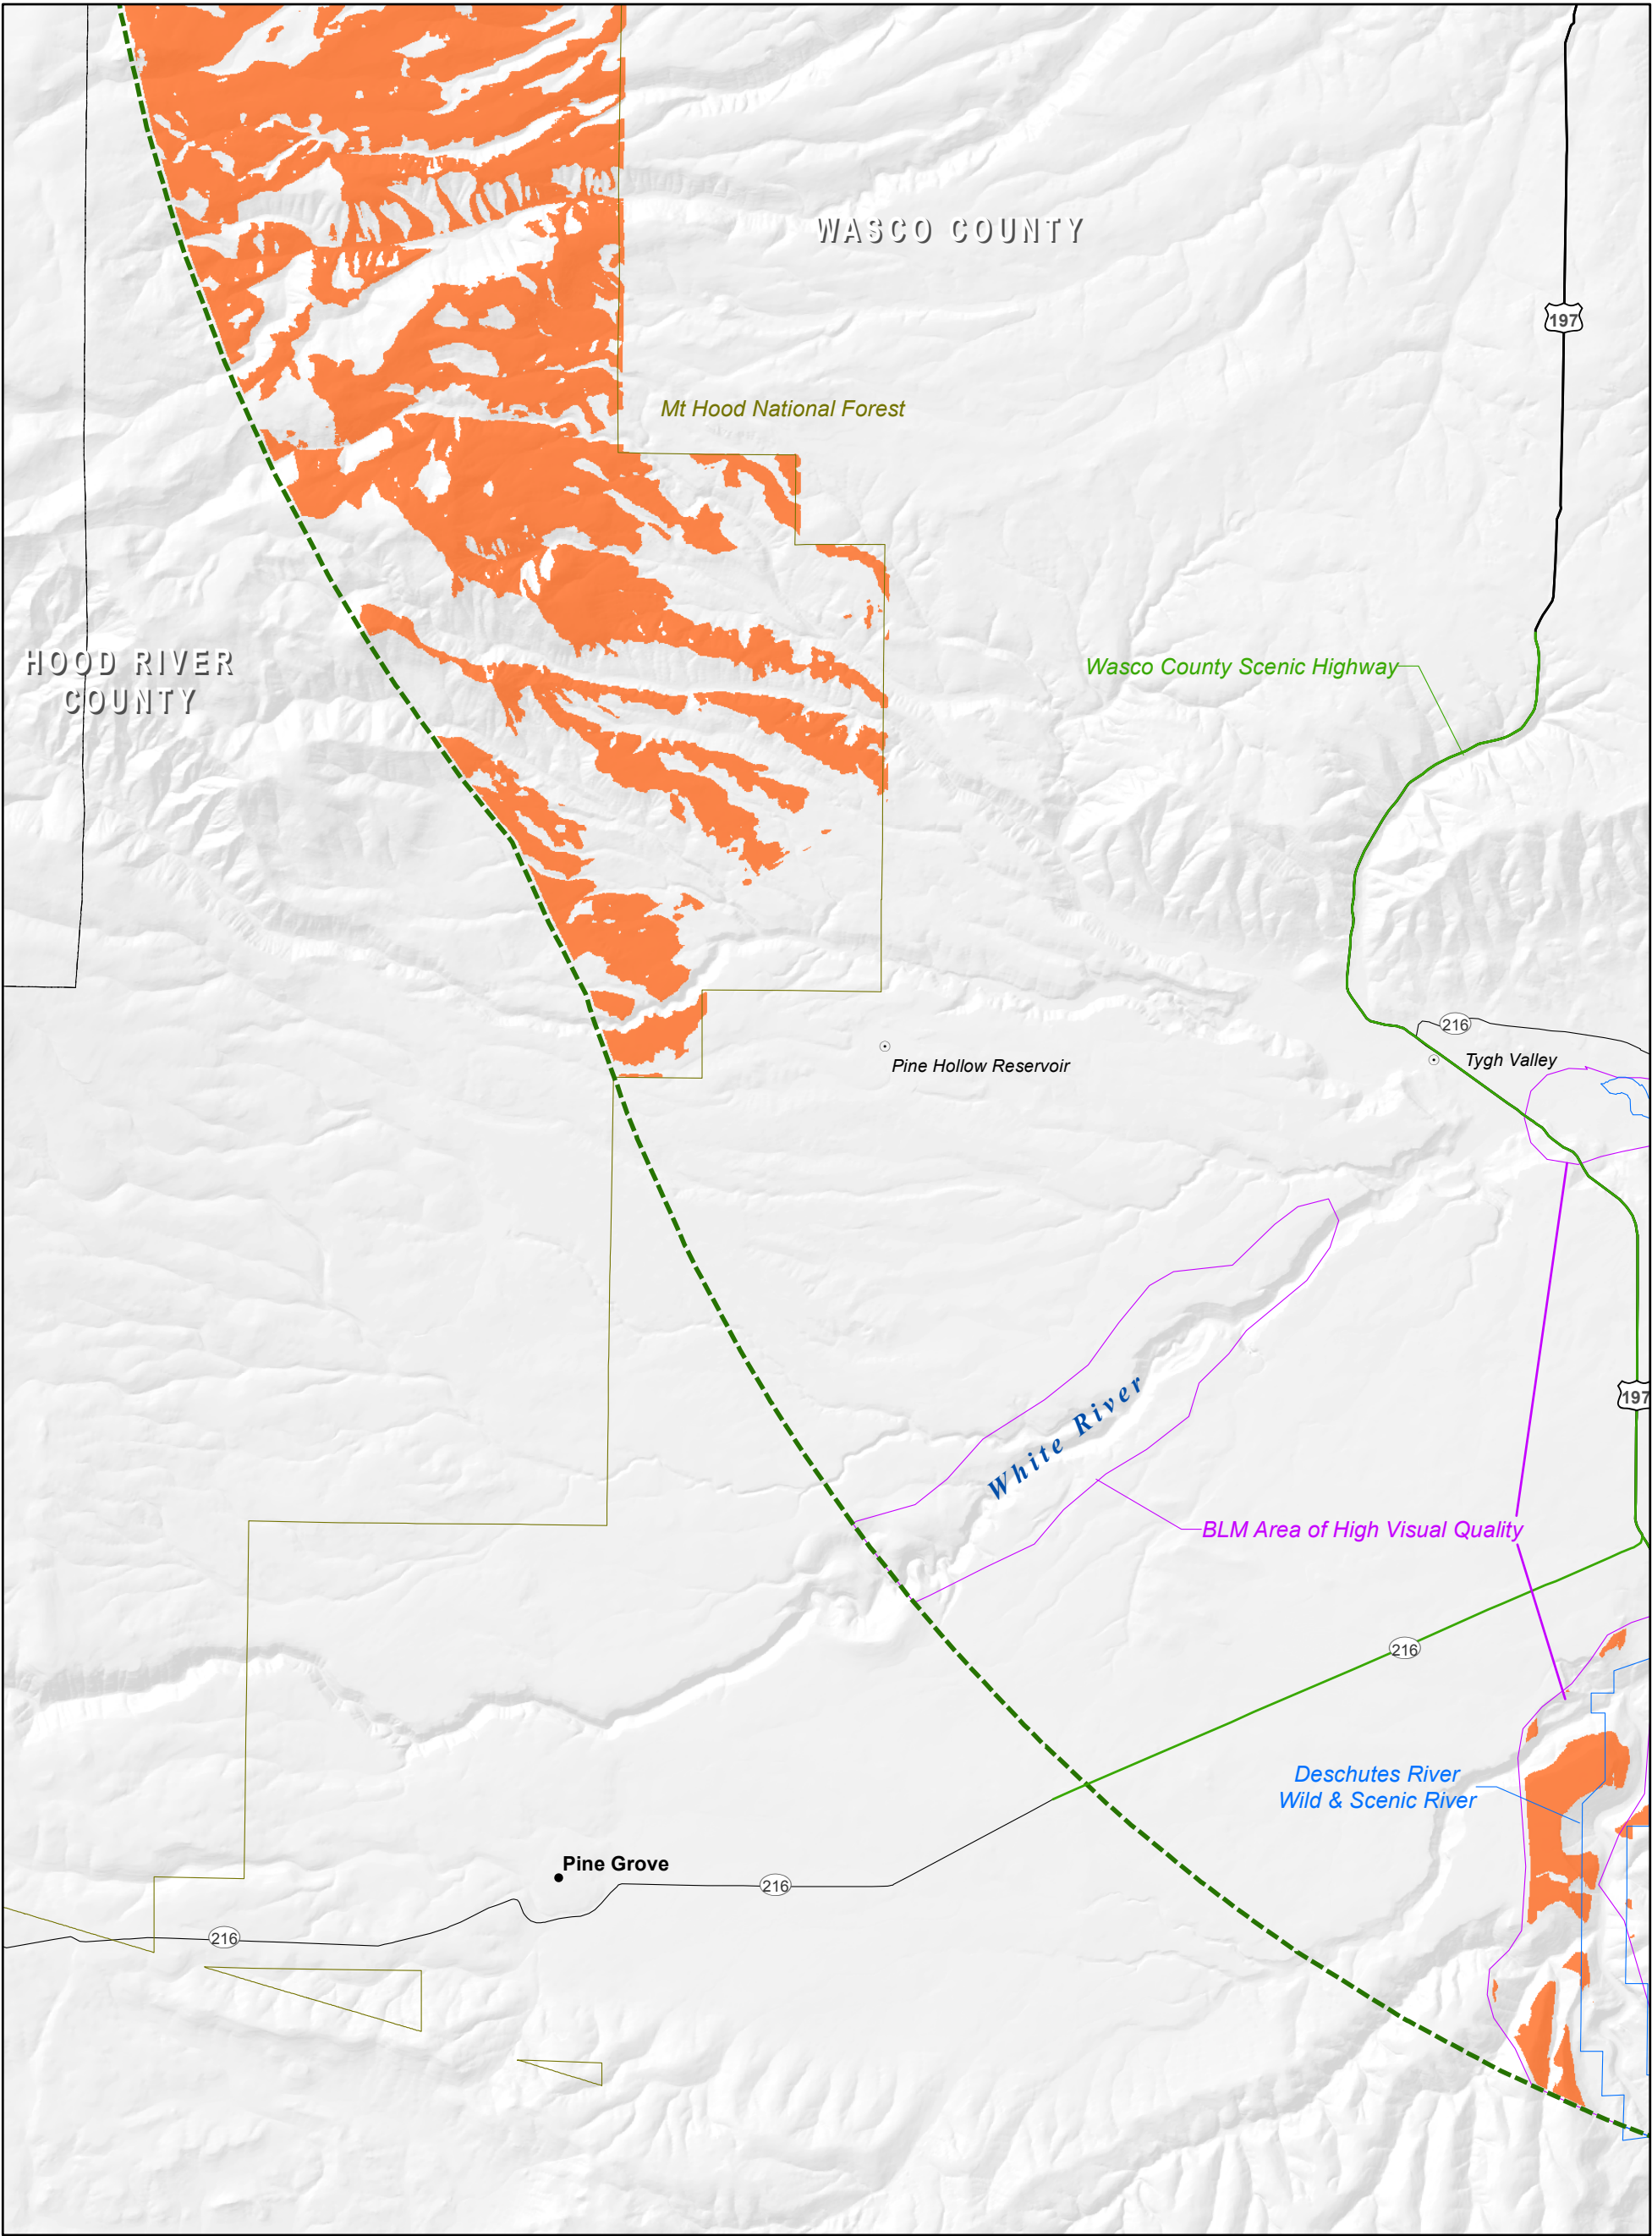 WASCO COUNTY
197
Mt Hood National Forest
HOOD RIVER
COUNTY
Wasco County Scenic Highway
216
Tygh Valley
Pine Hollow Reservoir
197
White River
BLM Area of High Visual Quality
216
Deschutes River
Wild & Scenic River
Pine Grove
216
216